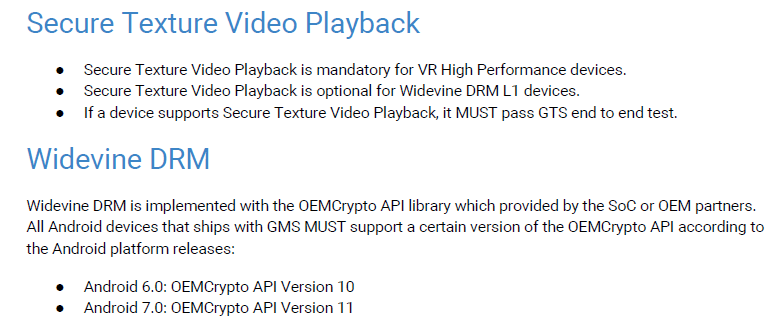 Secure Texture Video Playback
● Secure Texture Video Playback is mandatory for VR High Performance devices.
● Secure Texture Video Playback is optional for Widevine DRM L1 devices.
● If a device supports Secure Texture Video Playback, it MUST pass GTS end to end test.
Widevine DRM
Widevine DRM is implemented with the OEMCrypto API library which provided by the SoC or OEM partners.
All Android devices that ships with GMS MUST support a certain version of the OEMCrypto API according to
the Android platform releases:
● Android 6.0: OEMCrypto API Version 10
● Android 7.0: OEMCrypto API Version 11